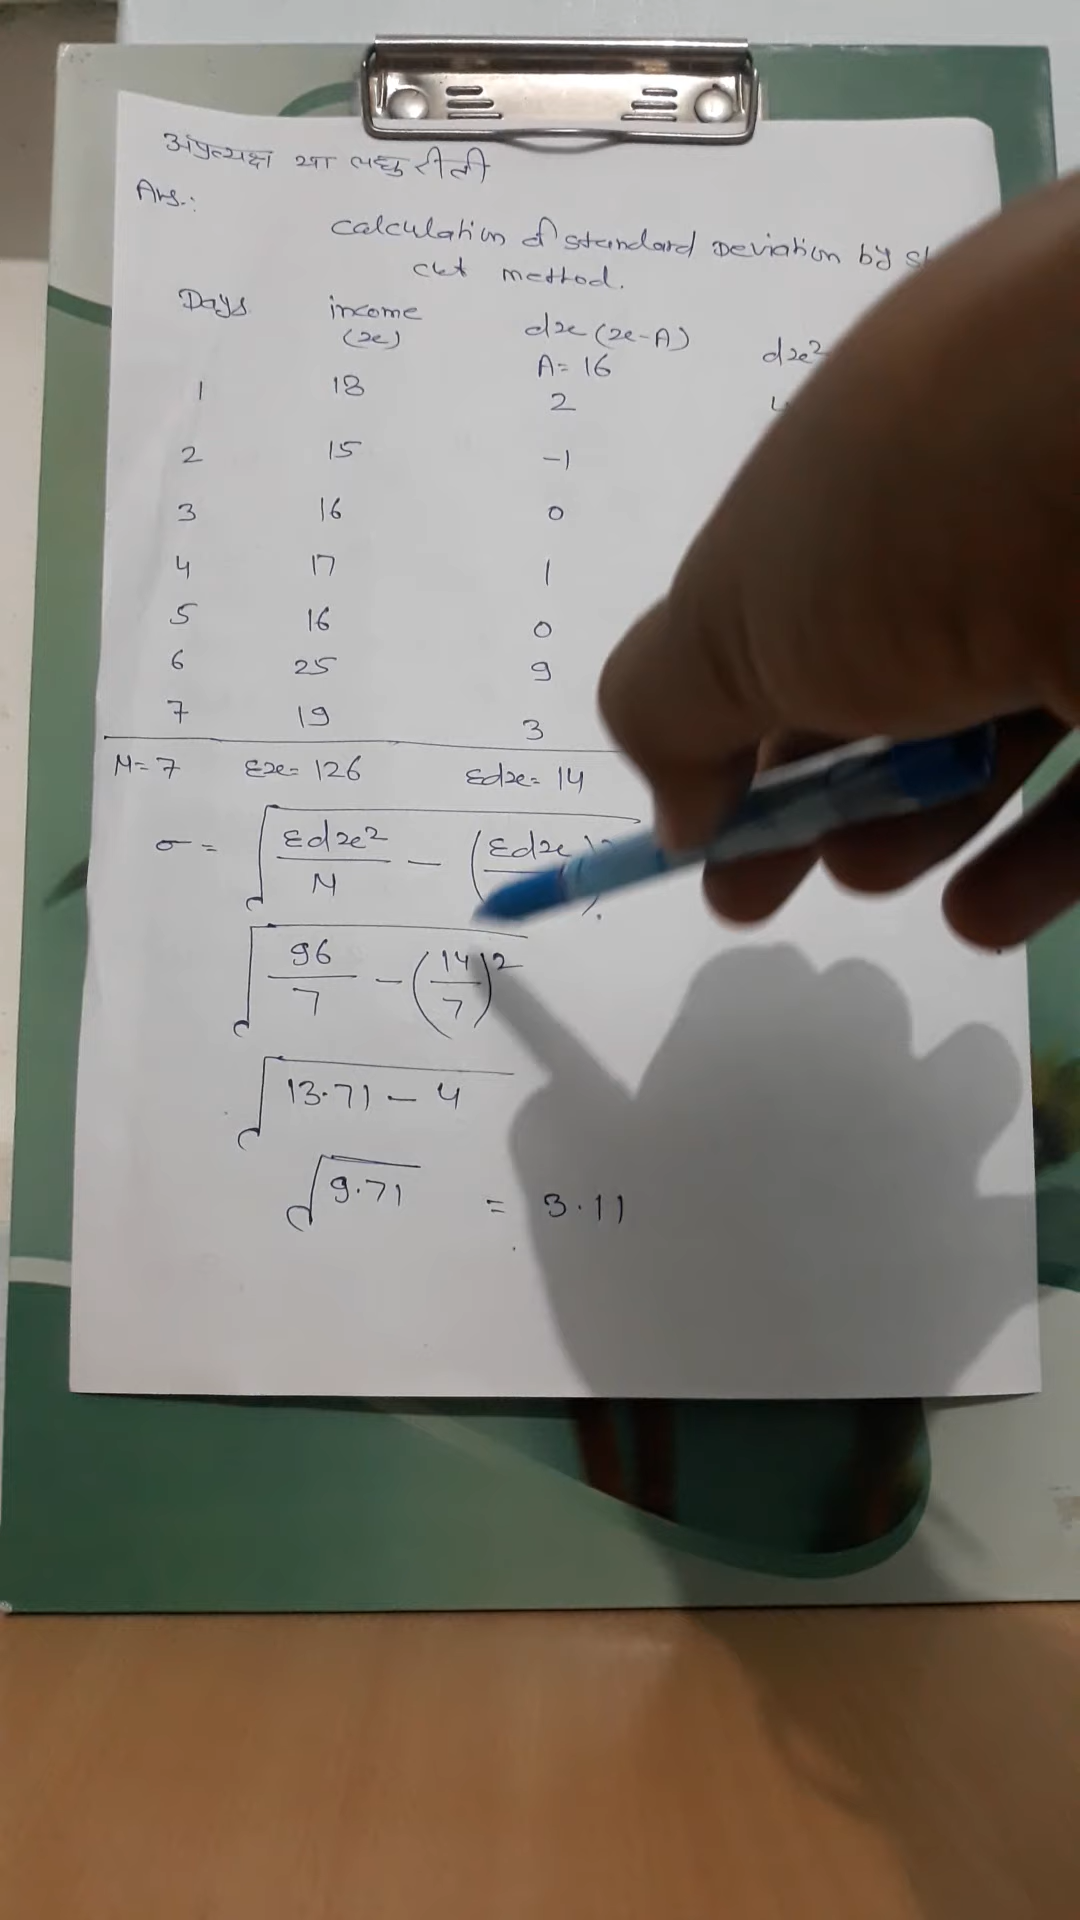 अप्रत्यक्ष या लघु रीती
Ans.:
calculation of standard Deviation by
cut method.
Days income (x) dx (x-A) A= 16 dx²
1 18 2 4
2 15 -1
3 16 0
4 17 1
5 16 0
6 25 9
7 19 3
N=7 Σx= 126 Σdx= 14
σ = √ Σdx²/N - (Σdx
√ 96/7 - (14/7)²
√ 13.71 - 4
√ 9.71 = 3.11